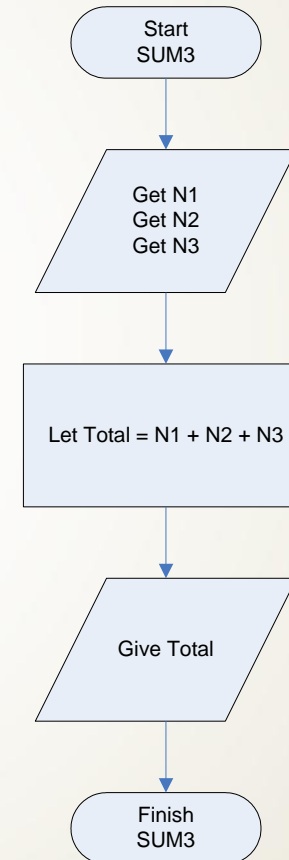 Start
SUM3
Get N1
Get N2
Get N3
Let Total = N1 + N2 + N3
Give Total
Finish
SUM3